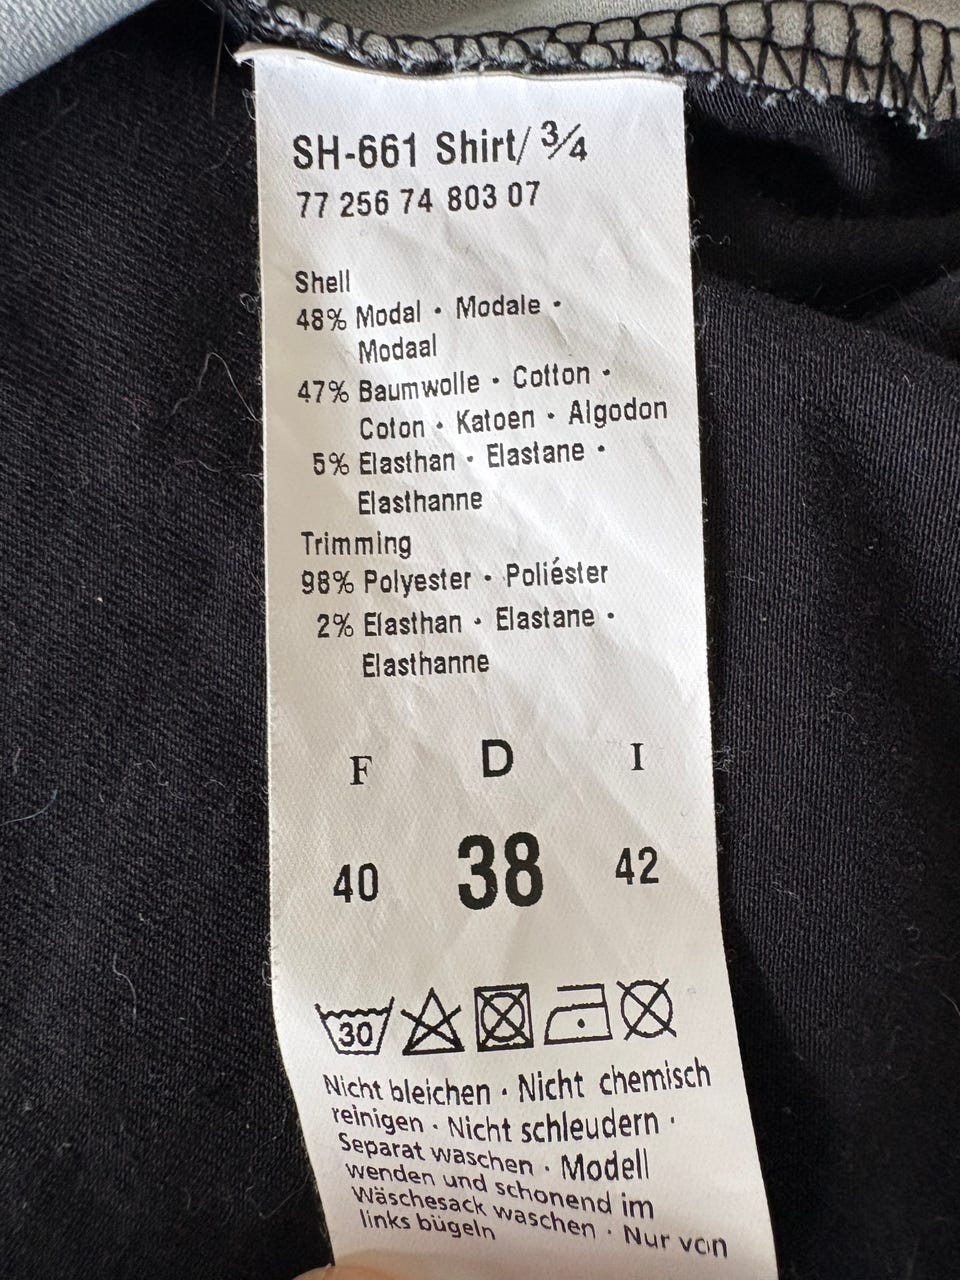 SH-661 Shirt/ ¾
77 256 74 803 07
Shell
48% Modal • Modale •
Modaal
47% Baumwolle • Cotton •
Coton • Katoen • Algodon
5% Elasthan • Elastane •
Elasthanne
Trimming
98% Polyester • Poliéster
2% Elasthan • Elastane •
Elasthanne
F D I
40 38 42
30
Nicht bleichen • Nicht chemisch
reinigen • Nicht schleudern •
Separat waschen • Modell
wenden und schonend im
Wäschesack waschen • Nur von
links bügeln